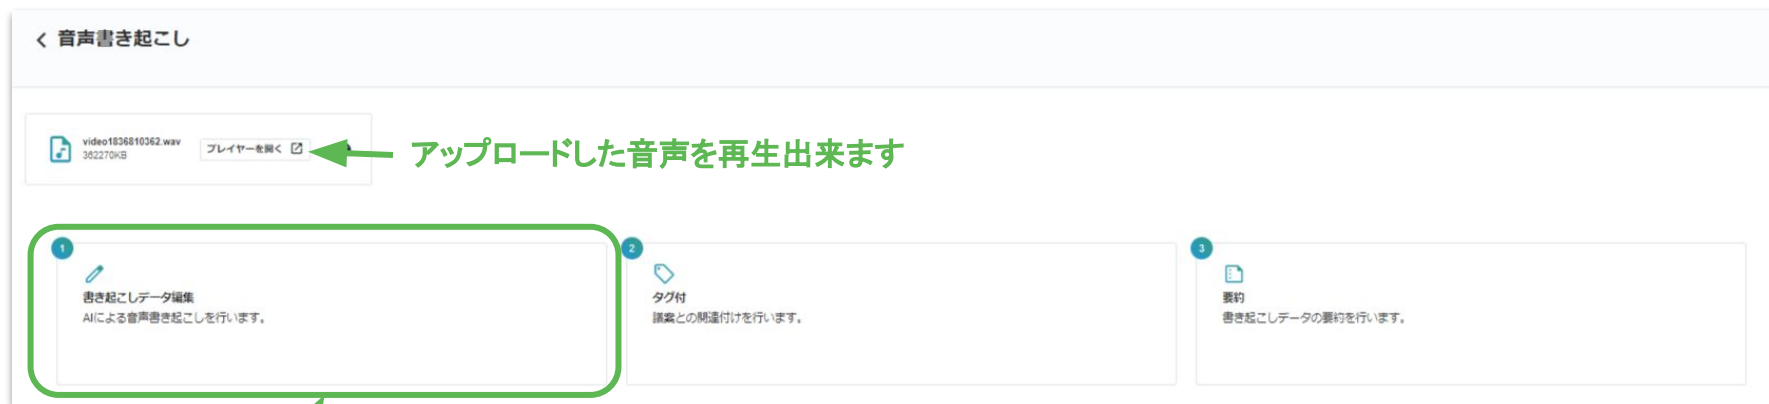 音声書き起こし
video1836810362.wav
362270KB
プレイヤーを開く
アップロードした音声を再生出来ます
1
書き起こしデータ編集
AIによる音声書き起こしを行います。
2
タグ付
議案との関連付けを行います。
3
要約
書き起こしデータの要約を行います。